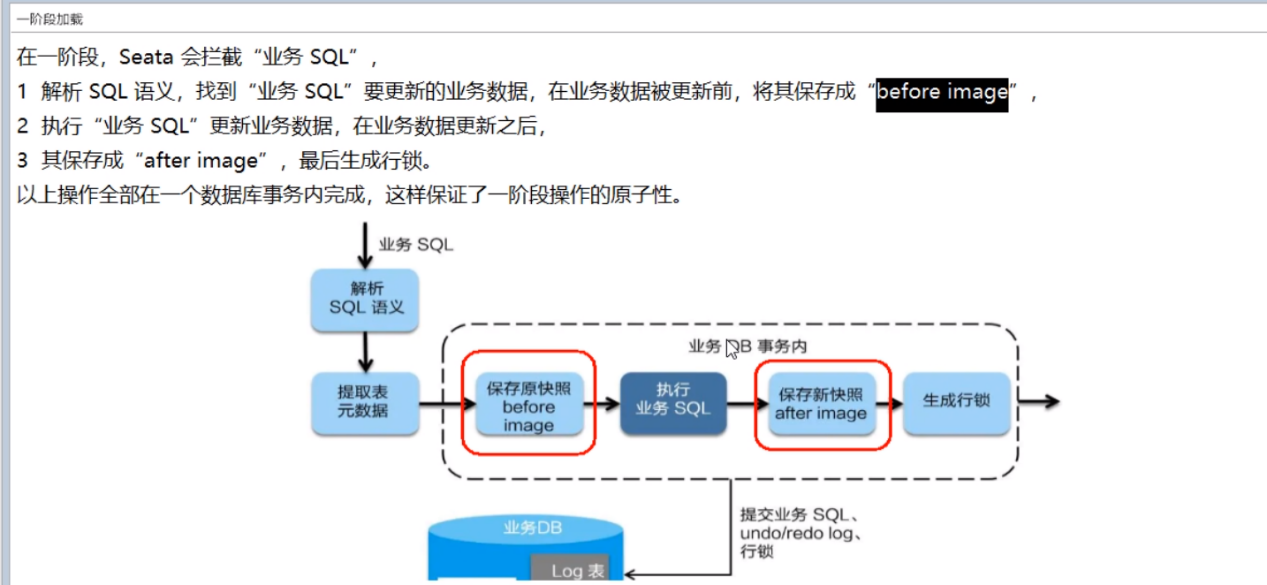 一阶段加载
在一阶段，Seata 会拦截“业务 SQL”，
1 解析 SQL 语义，找到“业务 SQL”要更新的业务数据，在业务数据被更新前，将其保存成“before image”，
2 执行“业务 SQL”更新业务数据，在业务数据更新之后，
3 其保存成“after image”，最后生成行锁。
以上操作全部在一个数据库事务内完成，这样保证了一阶段操作的原子性。
业务 SQL
解析
SQL 语义
业务 DB 事务内
提取表
元数据
保存原快照
before
image
执行
业务 SQL
保存新快照
after image
生成行锁
提交业务 SQL、
undo/redo log、
行锁
业务DB
Log 表